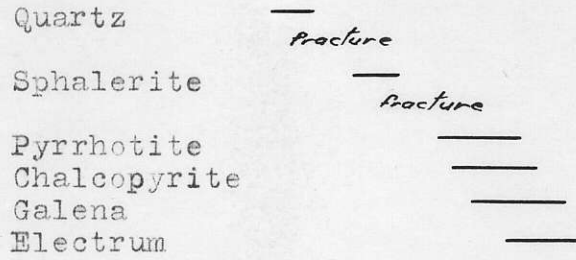 Quartz
fracture
Sphalerite
fracture
Pyrrhotite
Chalcopyrite
Galena
Electrum